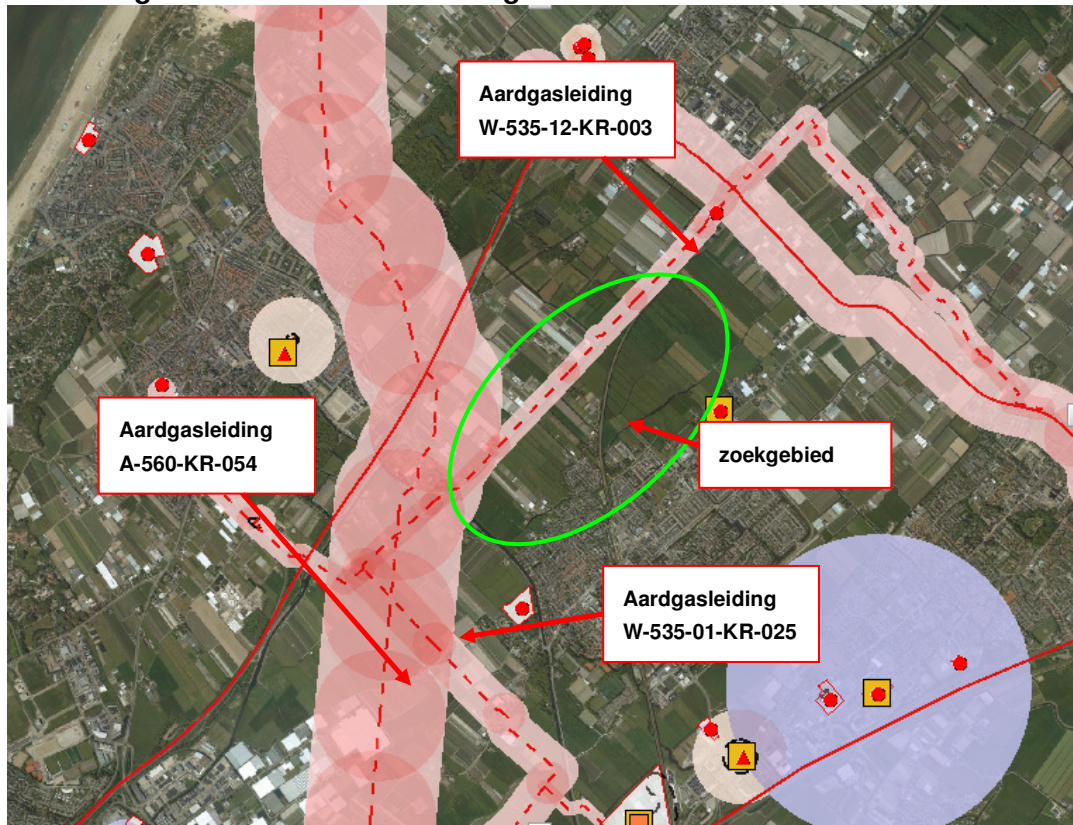 Aardgasleiding
W-535-12-KR-003
Aardgasleiding
A-560-KR-054
zoekgebied
Aardgasleiding
W-535-01-KR-025